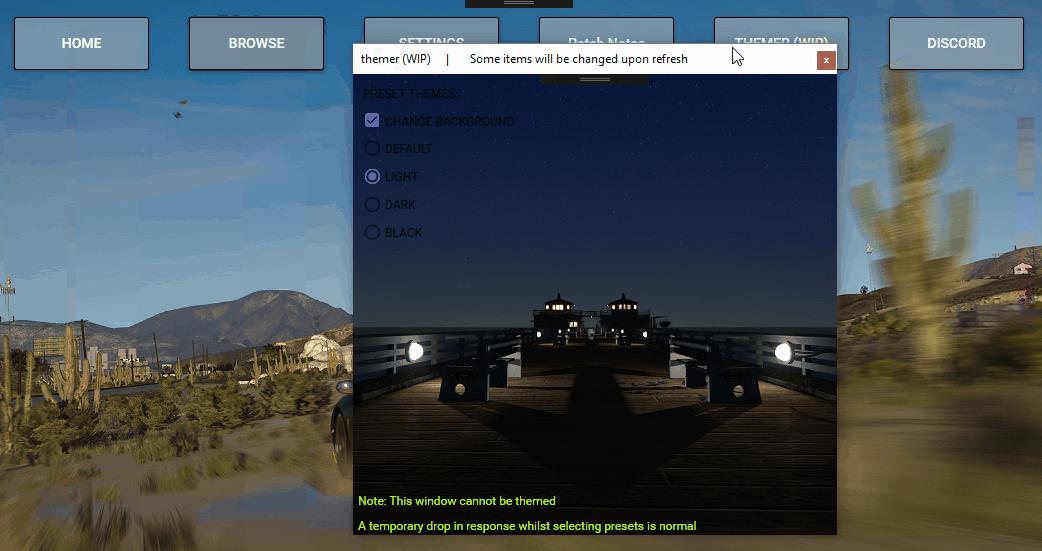 HOME
BROWSE
SETTINGS
Patch Notes
THEMER (WIP)
DISCORD
themer (WIP) | Some items will be changed upon refresh
x
PRESET THEMES:
CHANGE BACKGROUND
DEFAULT
LIGHT
DARK
BLACK
Note: This window cannot be themed
A temporary drop in response whilst selecting presets is normal